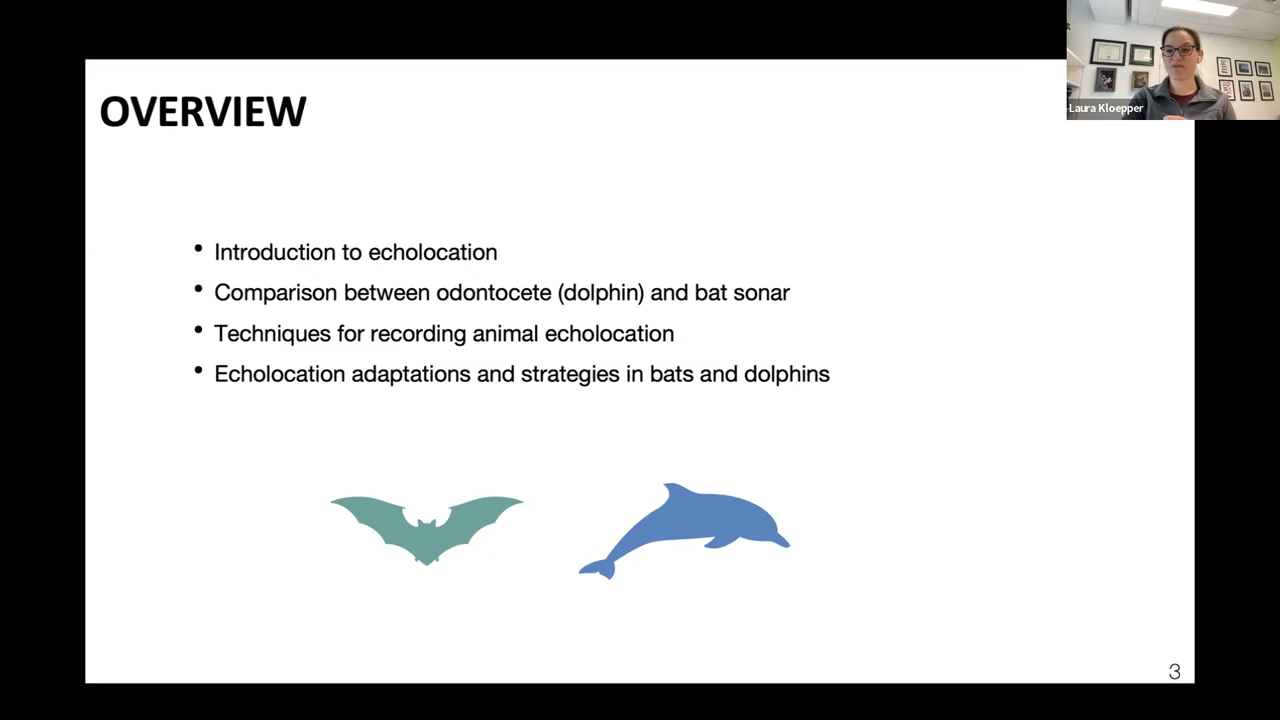 Laura Kloepper
OVERVIEW
• Introduction to echolocation
• Comparison between odontocete (dolphin) and bat sonar
• Techniques for recording animal echolocation
• Echolocation adaptations and strategies in bats and dolphins
3